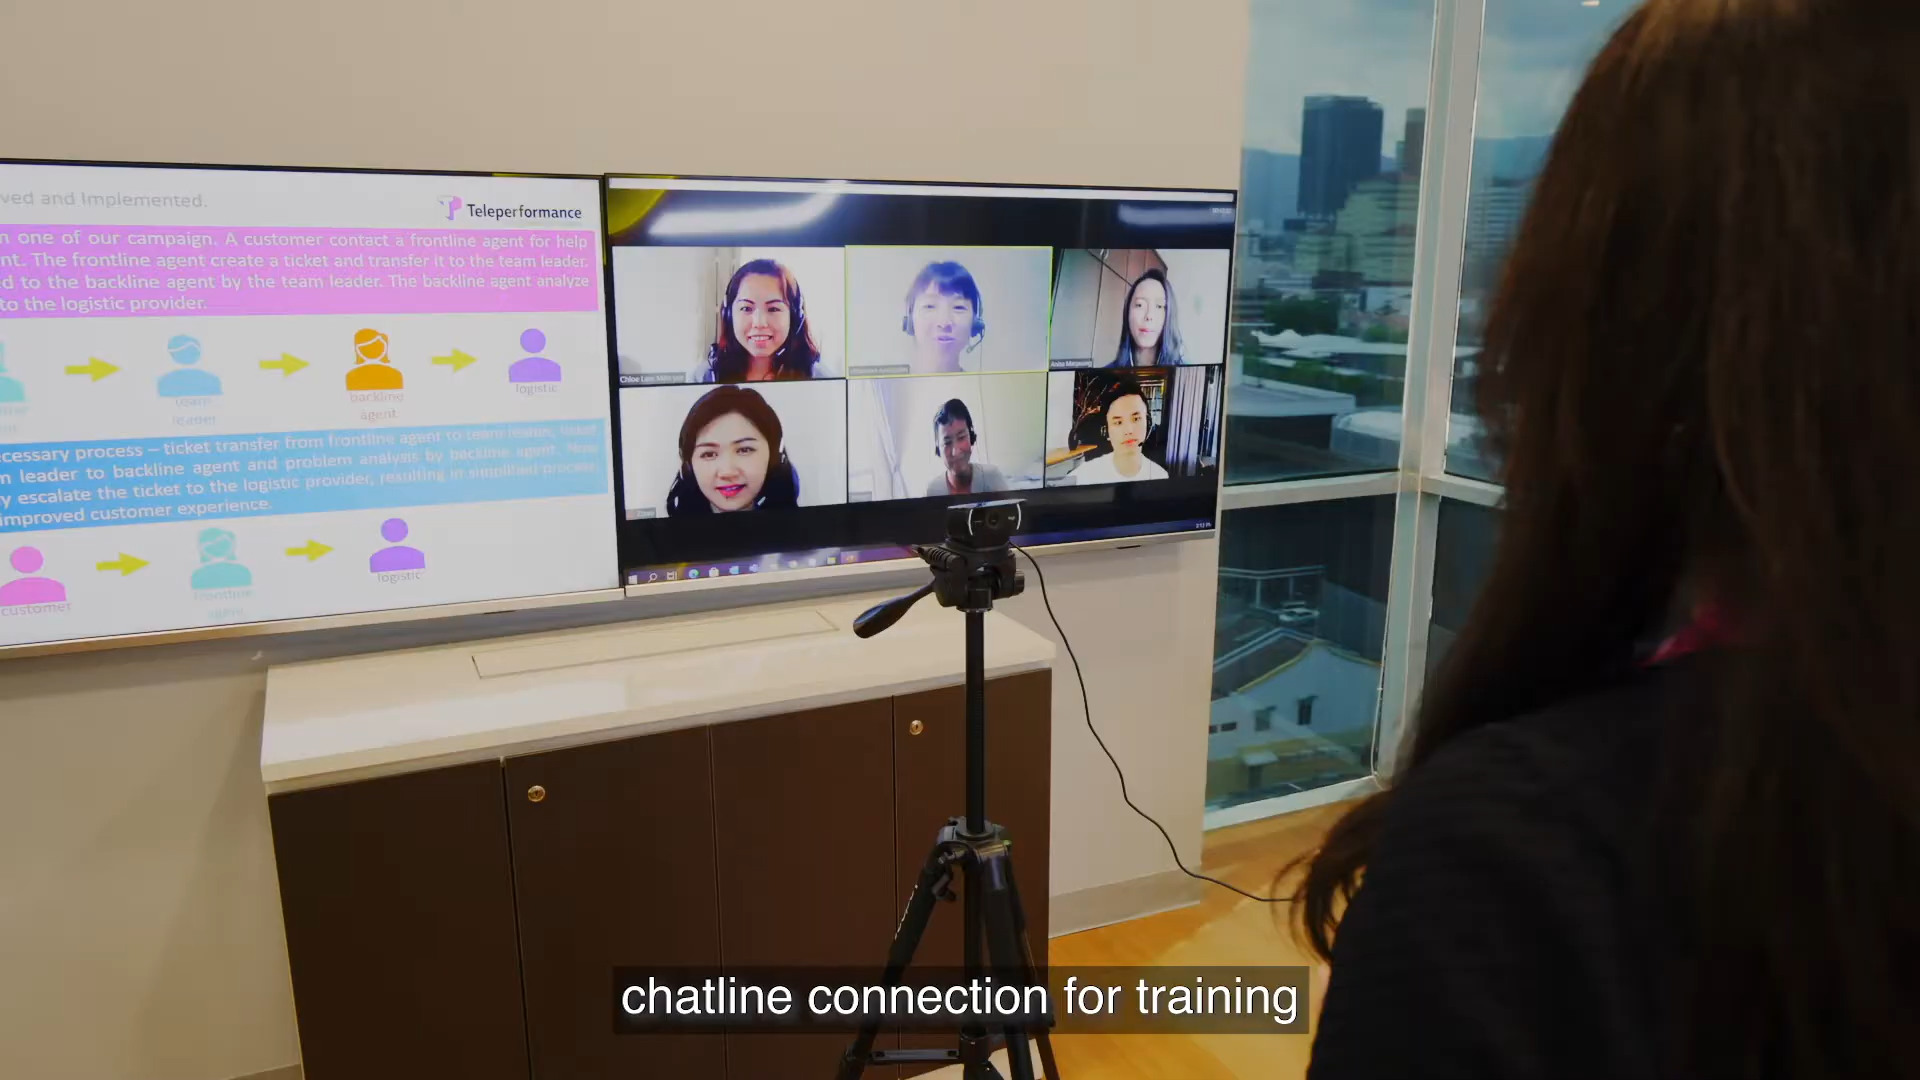 ved and Implemented.
Teleperformance
n one of our campaign. A customer contact a frontline agent for help
nt. The frontline agent create a ticket and transfer it to the team leader.
d to the backline agent by the team leader. The backline agent analyze
to the logistic provider.
team
leader
backline
agent
logistic
cessary process – ticket transfer from frontline agent to team leader, ticket
m leader to backline agent and problem analysis by backline agent. Now
y escalate the ticket to the logistic provider, resulting in simplified process
improved customer experience.
customer
frontline
agent
logistic
chatline connection for training